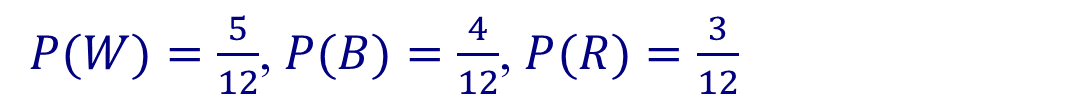 P(W) = 5/12, P(B) = 4/12, P(R) = 3/12